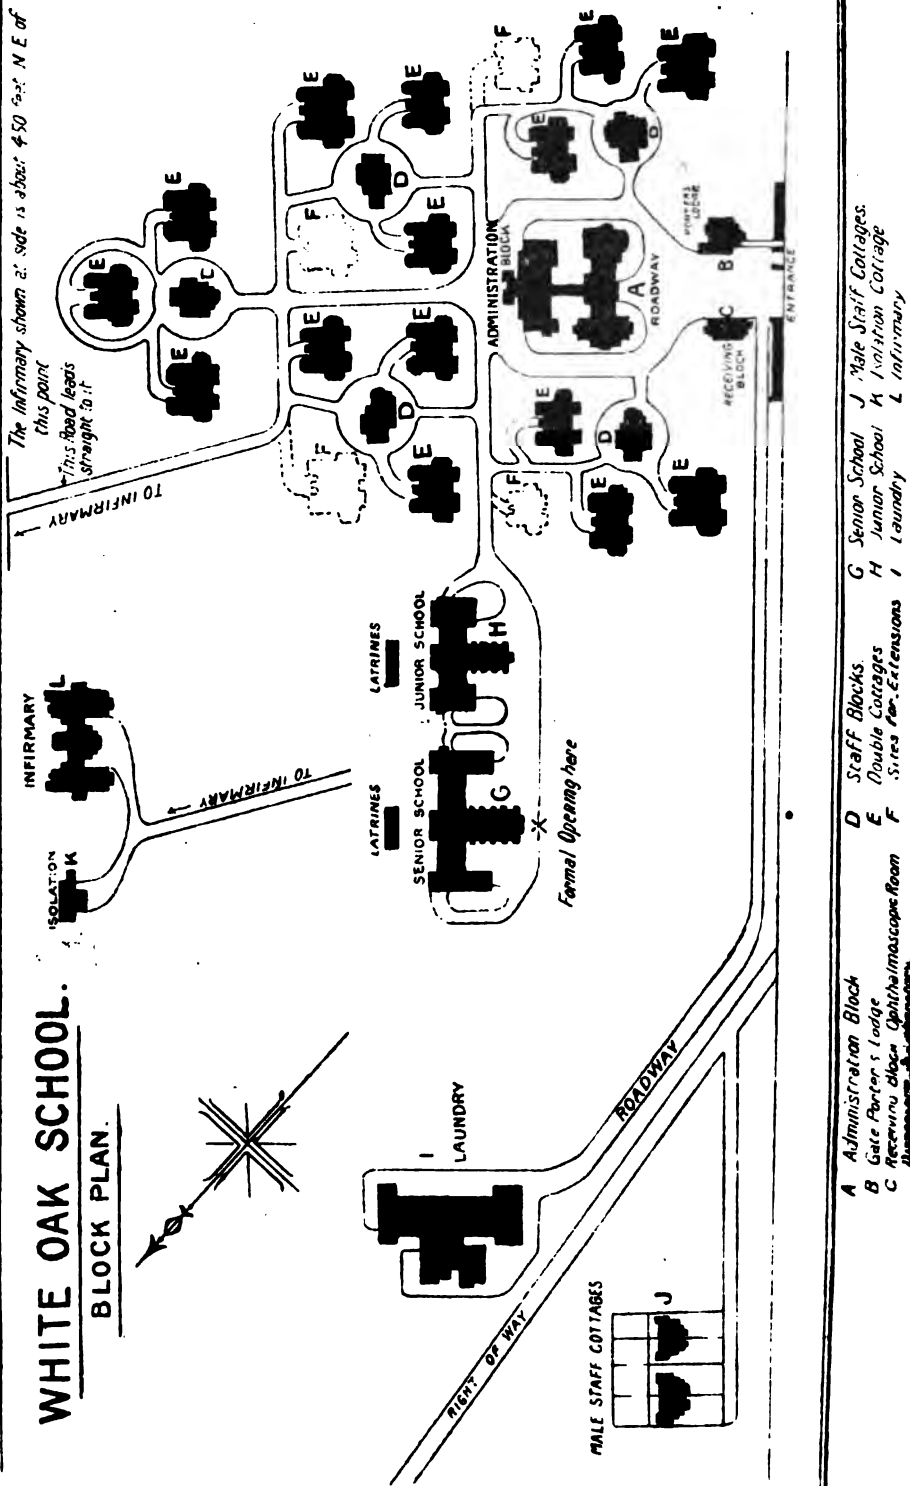 WHITE OAK SCHOOL.
BLOCK PLAN.
The Infirmary shown at side is about 450 feet N E of
this point
This Road leads
straight to it
TO INFIRMARY
INFIRMARY
L
ISOLATION
K
TO INFIRMARY
E
E
E
D
E
E
F
D
E
E
E
F
D
E
F
E
E
E
D
E
F
ADMINISTRATION
BLOCK
A
ROADWAY
PORTERS
LODGE
B
C
RECEIVING
BLOCK
ENTRANCE
E
D
E
E
F
LATRINES
JUNIOR SCHOOL
H
LATRINES
SENIOR SCHOOL
G
X
Formal Opening here
I
LAUNDRY
ROADWAY
RIGHT OF WAY
MALE STAFF COTTAGES
J
A Administration Block
B Gate Porter's Lodge
C Receiving Block Ophthalmoscopic Room
D Staff Blocks.
E Double Cottages
F Sites For Extensions
G Senior School
H Junior School
I Laundry
J Male Staff Cottages.
K Isolation Cottage
L Infirmary